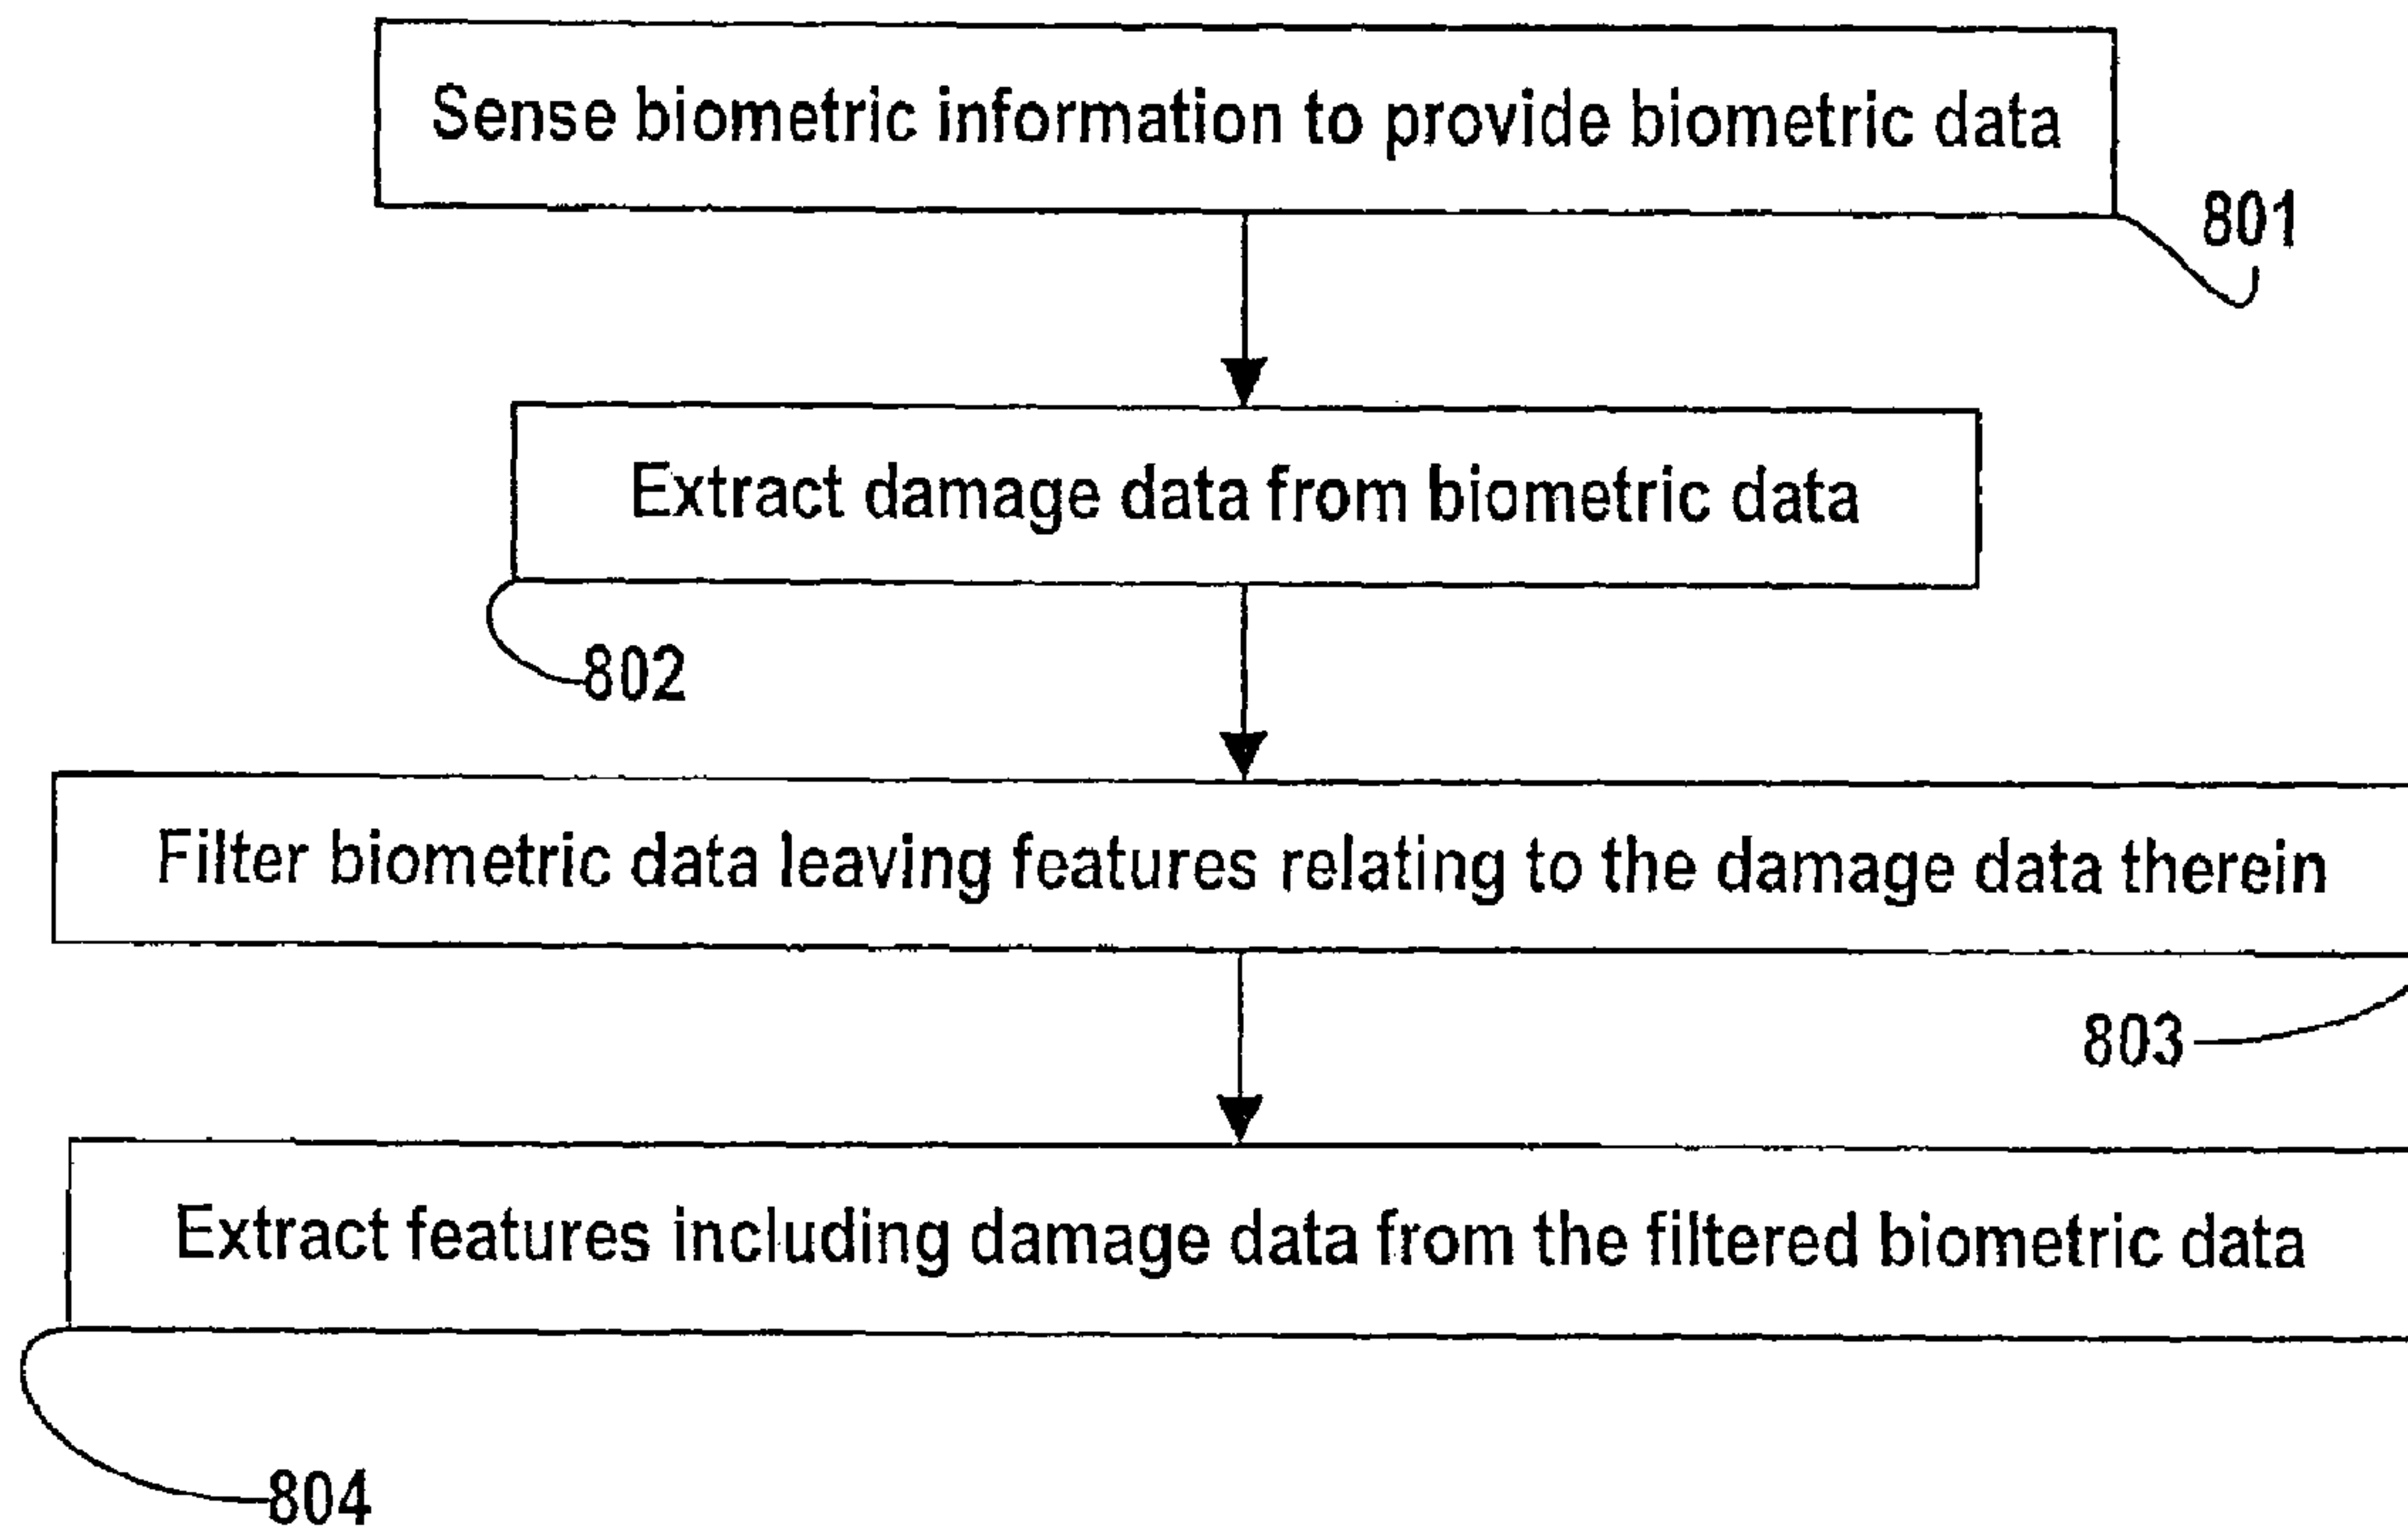 Sense biometric information to provide biometric data
801
Extract damage data from biometric data
802
Filter biometric data leaving features relating to the damage data therein
803
Extract features including damage data from the filtered biometric data
804